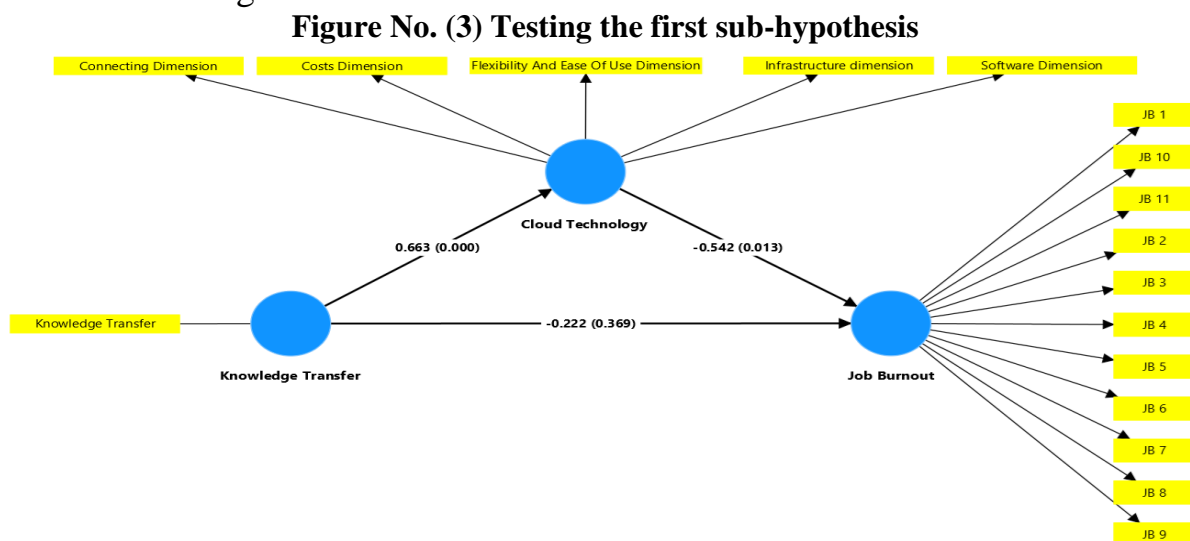 Figure No. (3) Testing the first sub-hypothesis
Connecting Dimension
Costs Dimension
Flexibility And Ease Of Use Dimension
Infrastructure dimension
Software Dimension
JB 1
JB 10
JB 11
JB 2
JB 3
JB 4
JB 5
JB 6
JB 7
JB 8
JB 9
Cloud Technology
0.663 (0.000)
-0.542 (0.013)
Knowledge Transfer
-0.222 (0.369)
Knowledge Transfer
Job Burnout